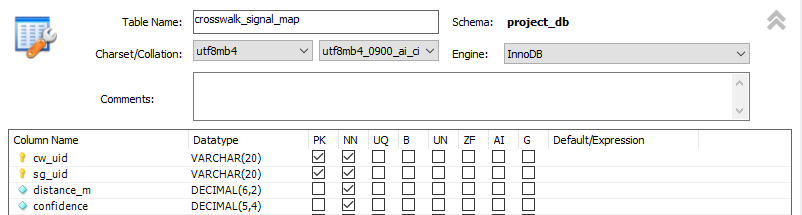 Table Name: crosswalk_signal_map Schema: project_db
Charset/Collation: utf8mb4 utf8mb4_0900_ai_ci Engine: InnoDB
Comments:
Column Name Datatype PK NN UQ B UN ZF AI G Default/Expression
cw_uid VARCHAR(20)
sg_uid VARCHAR(20)
distance_m DECIMAL(6,2)
confidence DECIMAL(5,4)